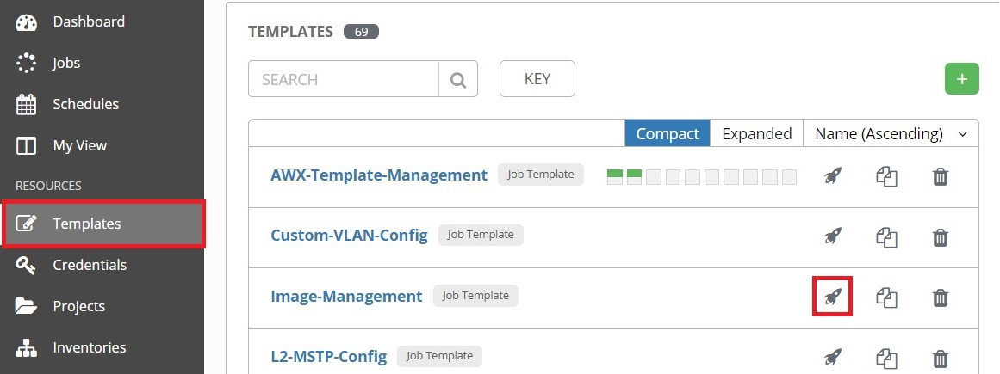 Dashboard
Jobs
Schedules
My View
RESOURCES
Templates
Credentials
Projects
Inventories
TEMPLATES 69
SEARCH KEY +
Compact Expanded Name (Ascending)
AWX-Template-Management Job Template
Custom-VLAN-Config Job Template
Image-Management Job Template
L2-MSTP-Config Job Template